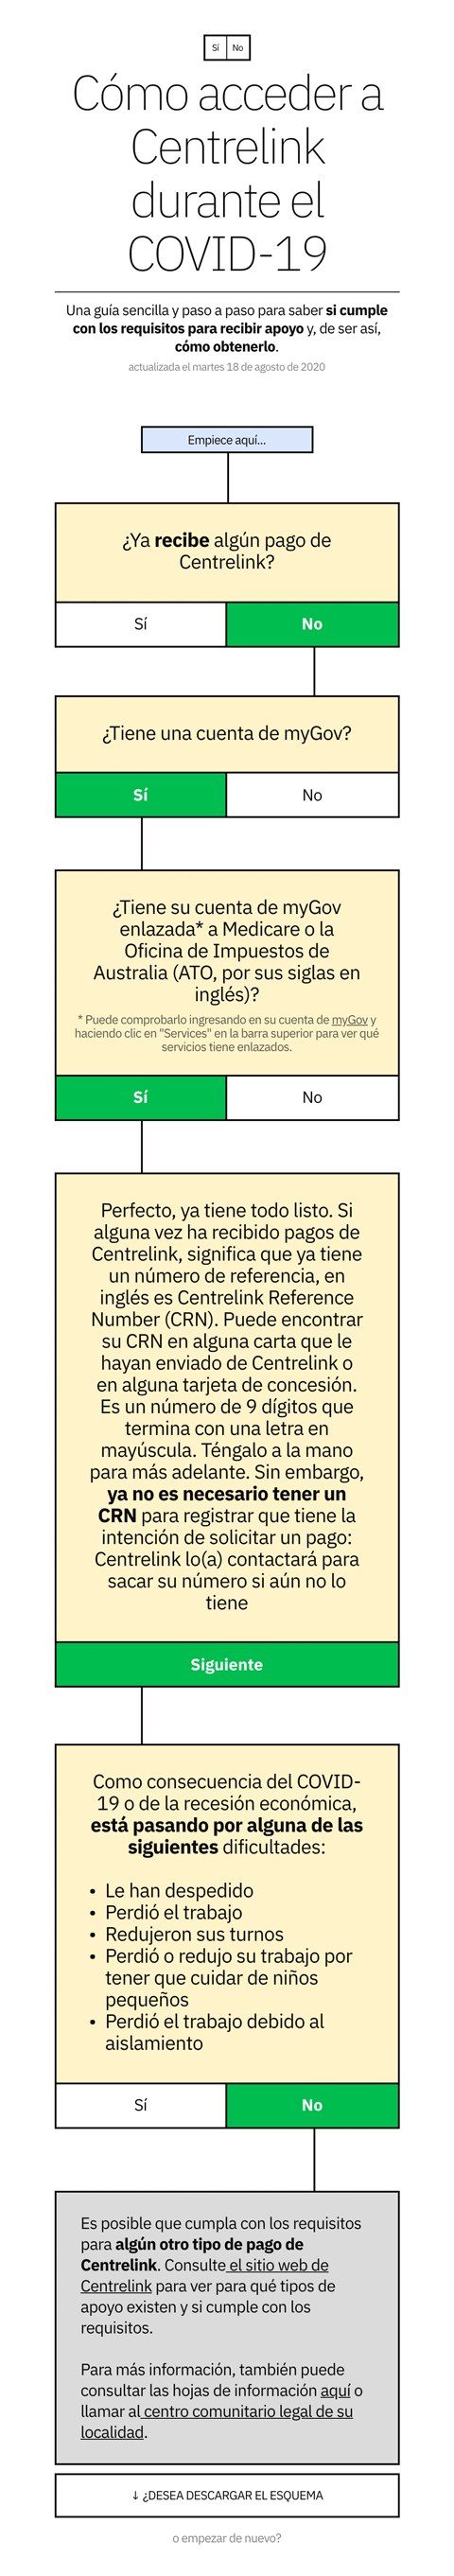 Sí No
Cómo acceder a
Centrelink
durante el
COVID-19
Una guía sencilla y paso a paso para saber si cumple
con los requisitos para recibir apoyo y, de ser así,
cómo obtenerlo.
actualizada el martes 18 de agosto de 2020
Empiece aquí...
¿Ya recibe algún pago de
Centrelink?
Sí No
¿Tiene una cuenta de myGov?
Sí No
¿Tiene su cuenta de myGov
enlazada* a Medicare o la
Oficina de Impuestos de
Australia (ATO, por sus siglas en
inglés)?
* Puede comprobarlo ingresando en su cuenta de myGov y
haciendo clic en "Services" en la barra superior para ver qué
servicios tiene enlazados.
Sí No
Perfecto, ya tiene todo listo. Si
alguna vez ha recibido pagos de
Centrelink, significa que ya tiene
un número de referencia, en
inglés es Centrelink Reference
Number (CRN). Puede encontrar
su CRN en alguna carta que le
hayan enviado de Centrelink o
en alguna tarjeta de concesión.
Es un número de 9 dígitos que
termina con una letra en
mayúscula. Téngalo a la mano
para más adelante. Sin embargo,
ya no es necesario tener un
CRN para registrar que tiene la
intención de solicitar un pago:
Centrelink lo(a) contactará para
sacar su número si aún no lo
tiene
Siguiente
Como consecuencia del COVID-
19 o de la recesión económica,
está pasando por alguna de las
siguientes dificultades:
• Le han despedido
• Perdió el trabajo
• Redujeron sus turnos
• Perdió o redujo su trabajo por
tener que cuidar de niños
pequeños
• Perdió el trabajo debido al
aislamiento
Sí No
Es posible que cumpla con los requisitos
para algún otro tipo de pago de
Centrelink. Consulte el sitio web de
Centrelink para ver para qué tipos de
apoyo existen y si cumple con los
requisitos.
Para más información, también puede
consultar las hojas de información aquí o
llamar al centro comunitario legal de su
localidad.
↓ ¿DESEA DESCARGAR EL ESQUEMA
o empezar de nuevo?